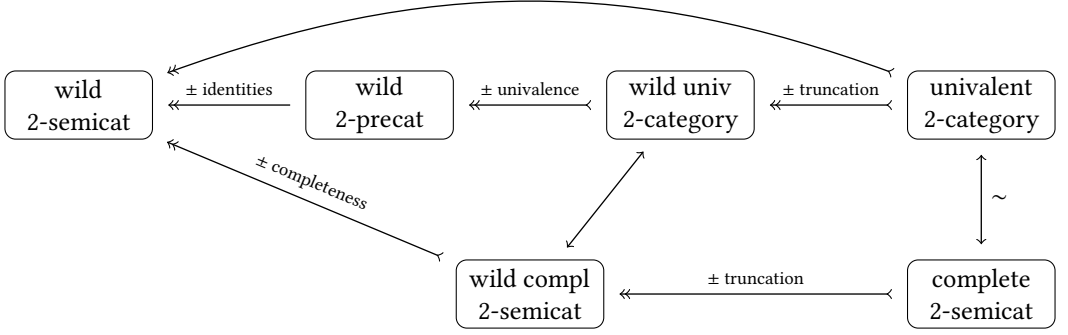 wild
2-semicat
± identities
wild
2-precat
± univalence
wild univ
2-category
± truncation
univalent
2-category
± completeness
∼
wild compl
2-semicat
± truncation
complete
2-semicat